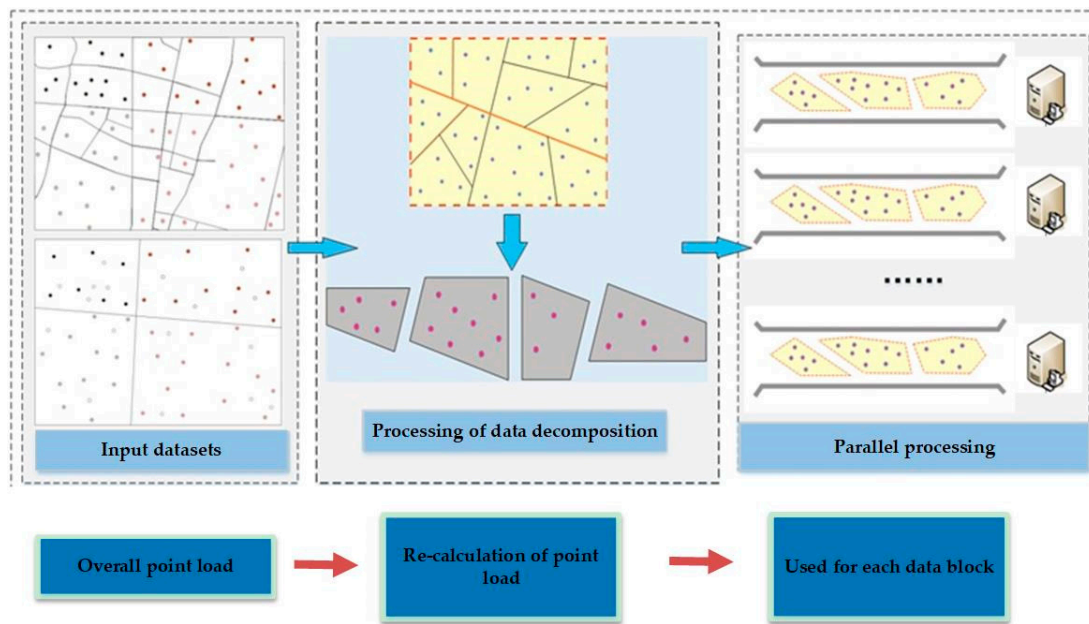 Input datasets
Processing of data decomposition
Parallel processing
Overall point load
Re-calculation of point
load
Used for each data block